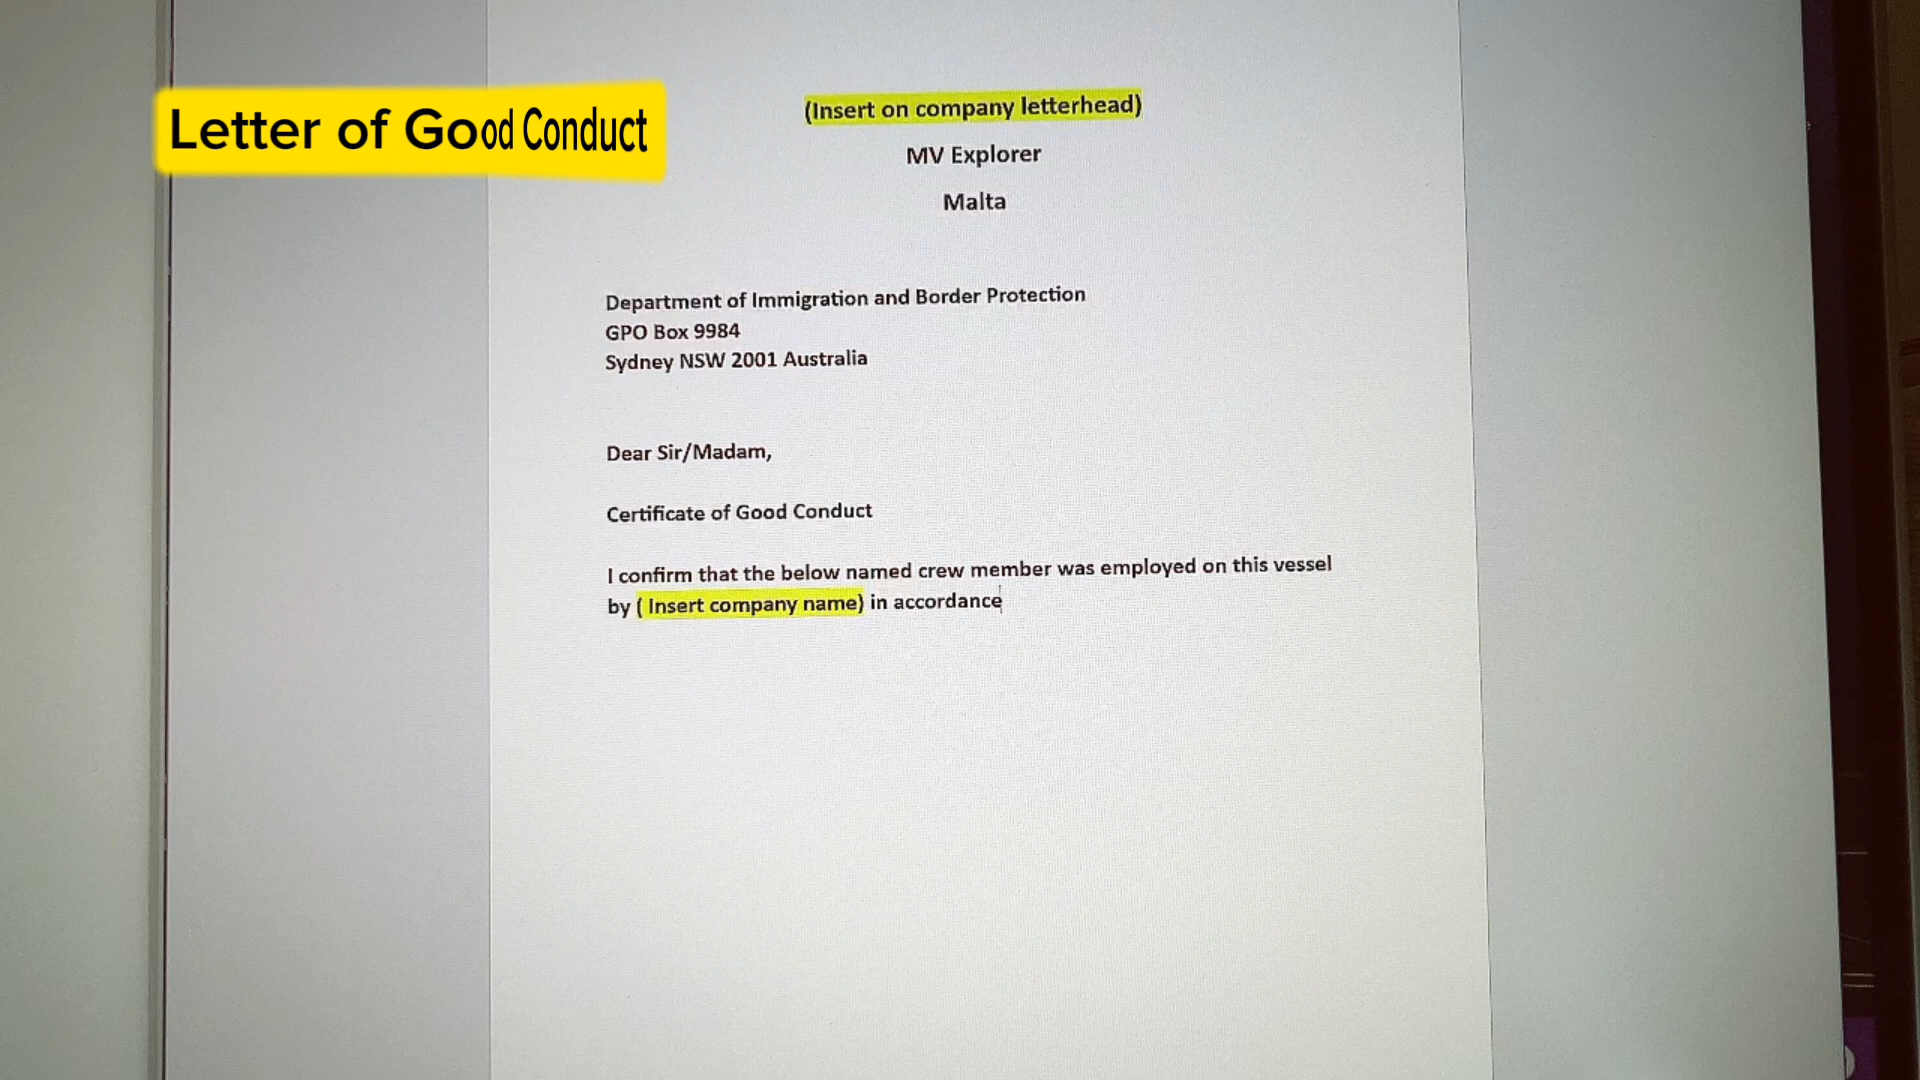 Letter of Good Conduct
(Insert on company letterhead)
MV Explorer
Malta
Department of Immigration and Border Protection
GPO Box 9984
Sydney NSW 2001 Australia
Dear Sir/Madam,
Certificate of Good Conduct
I confirm that the below named crew member was employed on this vessel
by ( Insert company name) in accordance